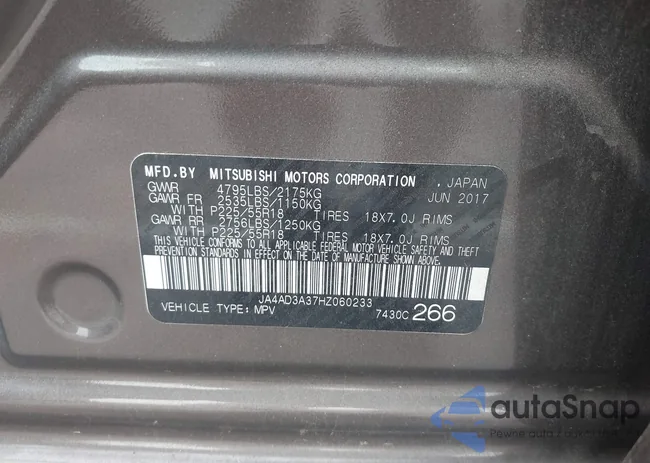 MFD.BY MITSUBISHI MOTORS CORPORATION . JAPAN
GVWR 4795LBS/2175KG JUN 2017
GAWR FR 2535LBS/1150KG
WITH P225/55R18 TIRES 18X7.0J RIMS
GAWR RR 2756LBS/1250KG
WITH P225/55R18 TIRES 18X7.0J RIMS
THIS VEHICLE CONFORMS TO ALL APPLICABLE FEDERAL MOTOR VEHICLE SAFETY AND THEFT
PREVENTION STANDARDS IN EFFECT ON THE DATE OF MANUFACTURE SHOWN ABOVE.
JA4AD3A37HZ060233
VEHICLE TYPE: MPV 7430C 266
autoSnap